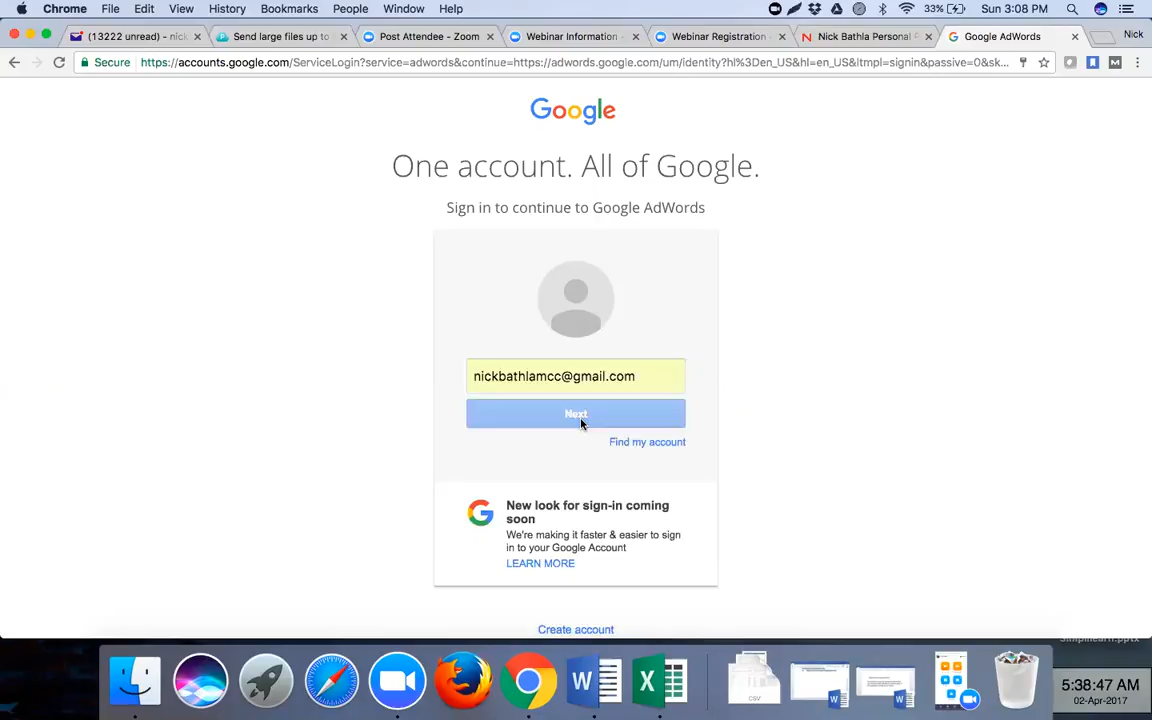 Chrome File Edit View History Bookmarks People Window Help 33% Sun 3:08 PM
(13222 unread) - nick
Send large files up to
Post Attendee - Zoom
Webinar Information -
Webinar Registration -
Nick Bathla Personal
Google AdWords
Nick
Secure https://accounts.google.com/ServiceLogin?service=adwords&continue=https://adwords.google.com/um/identity?hl%3Den_US&hl=en_US&ltmpl=signin&passive=0&sk...
Google
One account. All of Google.
Sign in to continue to Google AdWords
nickbathlamcc@gmail.com
Next
Find my account
New look for sign-in coming
soon
We're making it faster & easier to sign
in to your Google Account
LEARN MORE
Create account
CSV
5:38:47 AM
02-Apr-2017